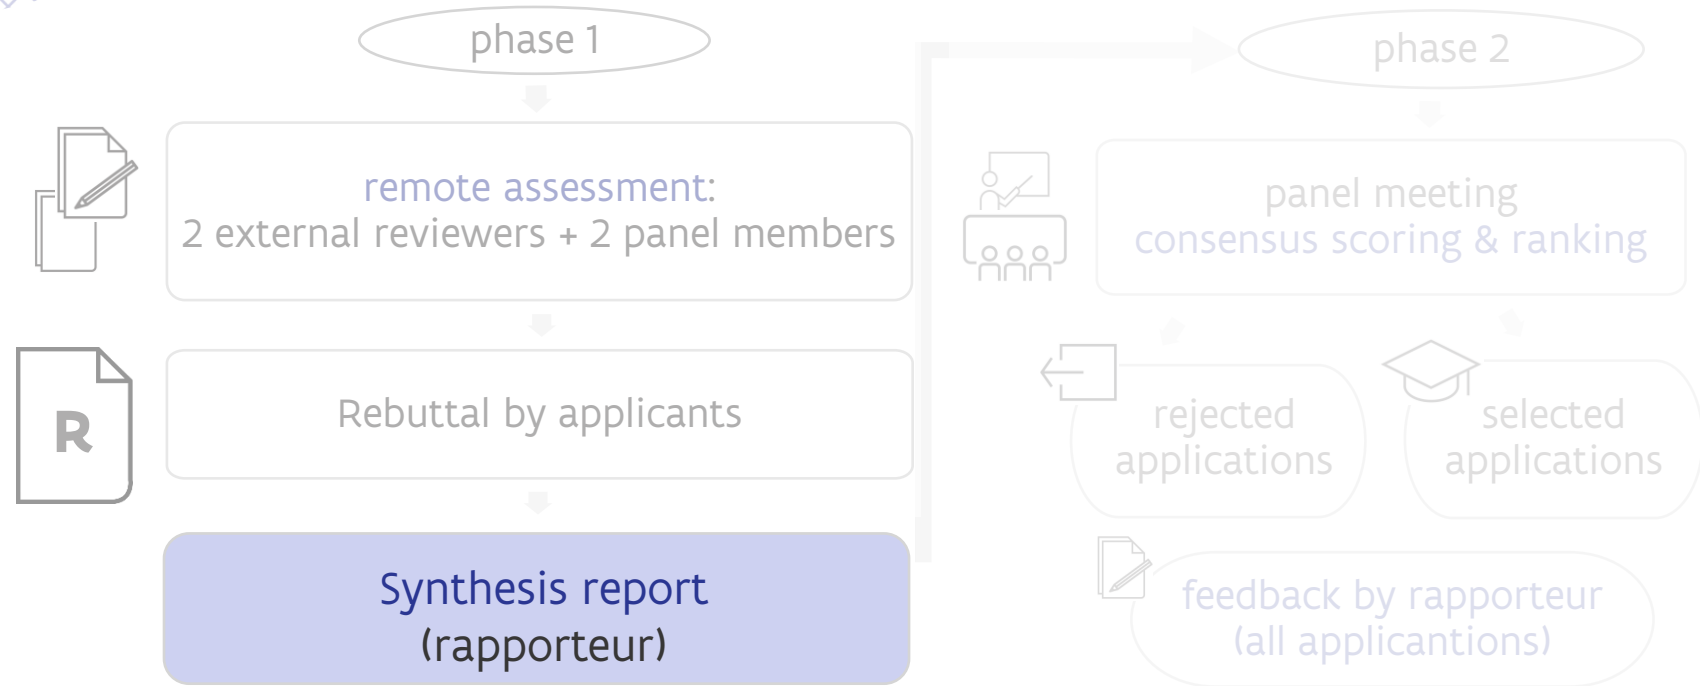 phase 1
remote assessment:
2 external reviewers + 2 panel members
R
Rebuttal by applicants
Synthesis report
(rapporteur)
phase 2
panel meeting
consensus scoring & ranking
rejected
applications
selected
applications
feedback by rapporteur
(all applicantions)